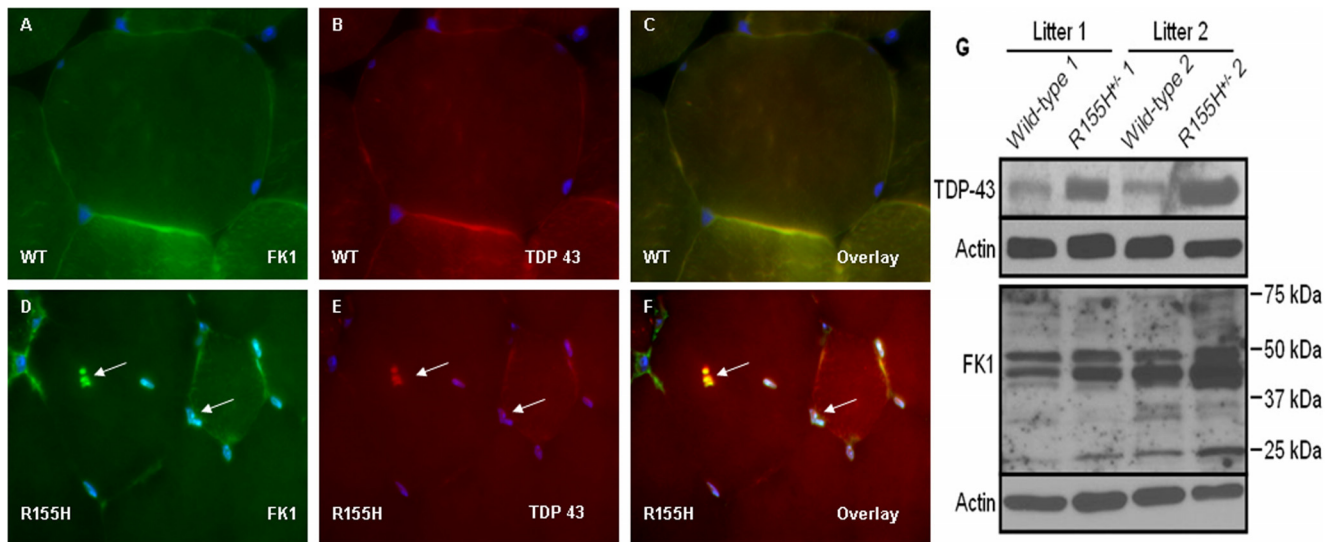 A
WT
FK1
B
WT
TDP 43
C
WT
Overlay
D
R155H
FK1
E
R155H
TDP 43
F
R155H
Overlay
G
Litter 1
Litter 2
Wild-type 1
R155H+/- 1
Wild-type 2
R155H+/- 2
TDP-43
Actin
FK1
75 kDa
50 kDa
37 kDa
25 kDa
Actin